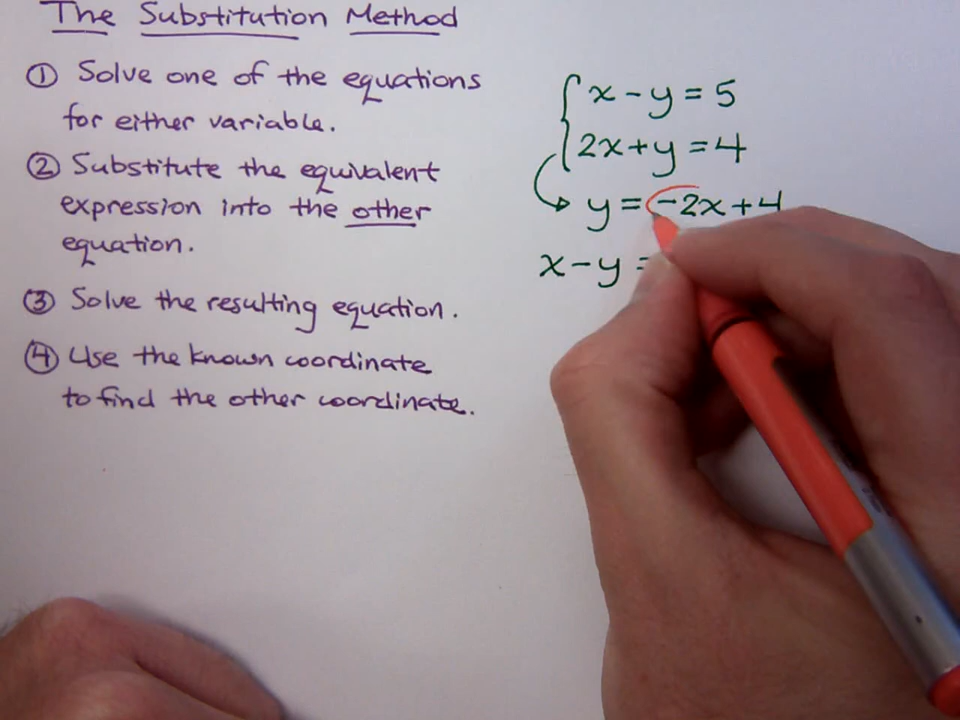 The Substitution Method
① Solve one of the equations
for either variable.
② Substitute the equivalent
expression into the other
equation.
③ Solve the resulting equation.
④ Use the known coordinate
to find the other coordinate.
x - y = 5
2x + y = 4
y = -2x + 4
x - y =